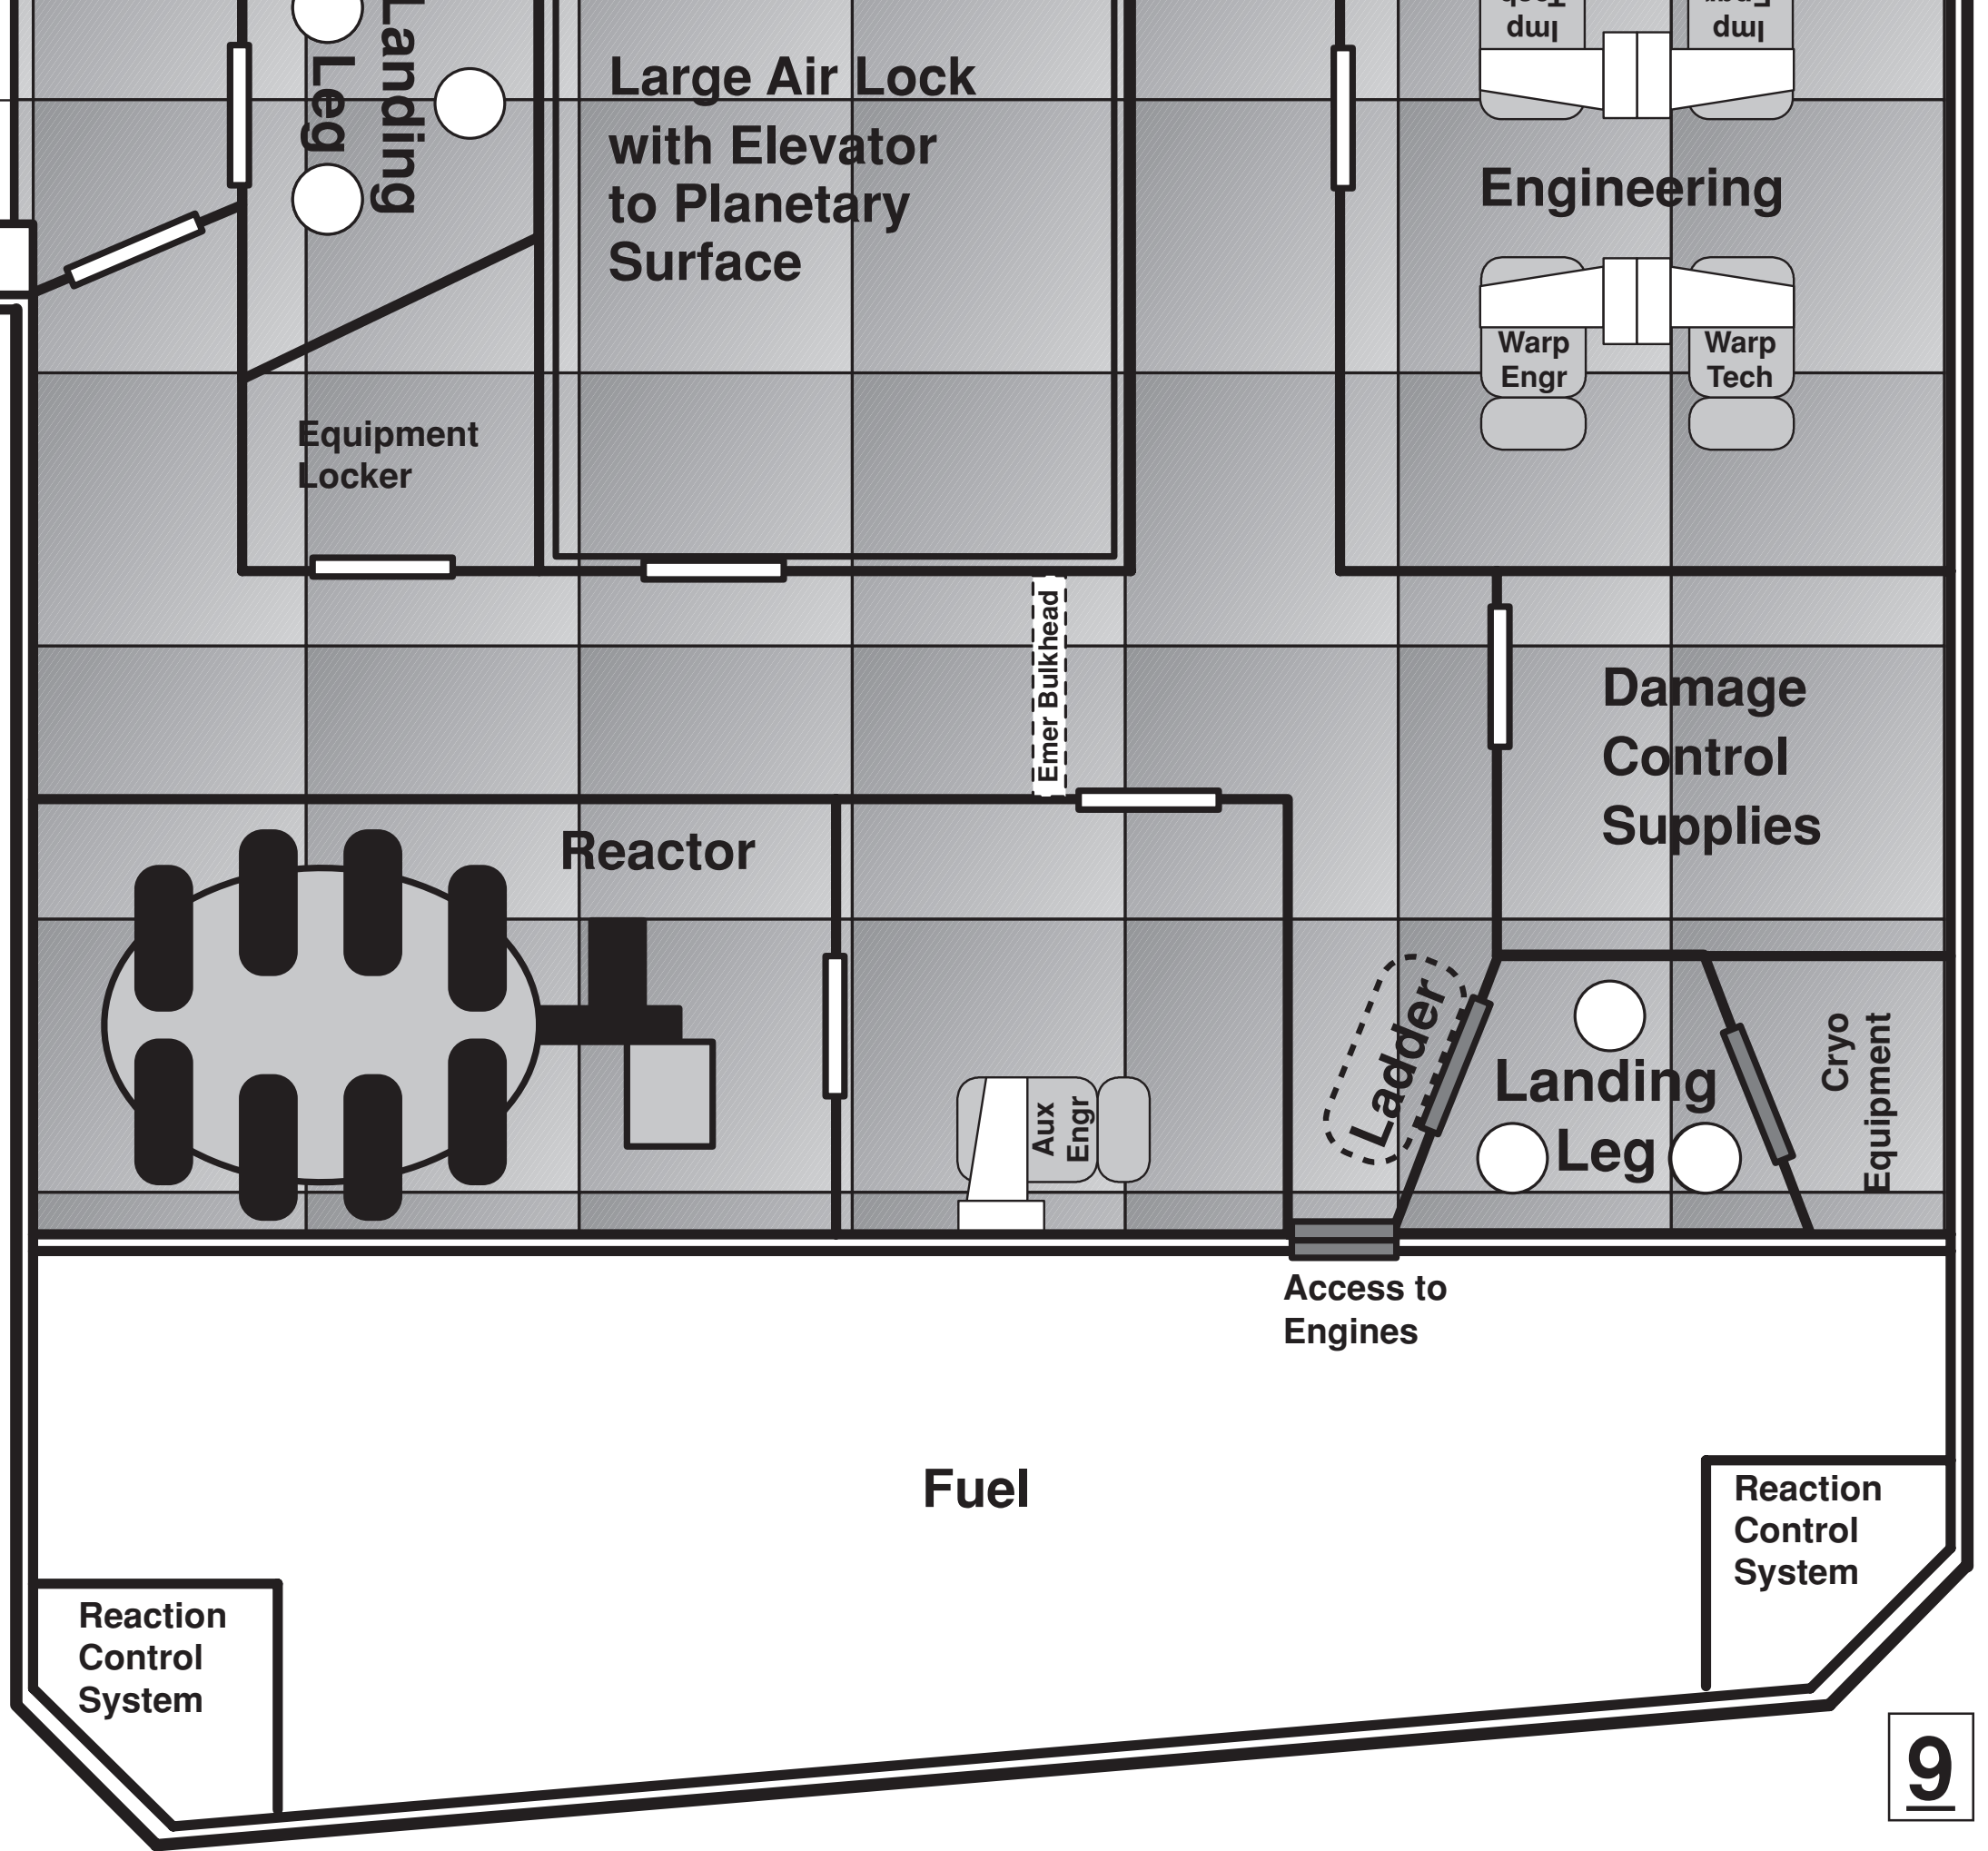 Landing
Leg
Large Air Lock
with Elevator
to Planetary
Surface
Imp
Imp
Engineering
Warp
Engr
Warp
Tech
Equipment
Locker
Emer Bulkhead
Damage
Control
Supplies
Reactor
Aux
Engr
Ladder
Landing
Leg
Cryo
Equipment
Access to
Engines
Fuel
Reaction
Control
System
Reaction
Control
System
9